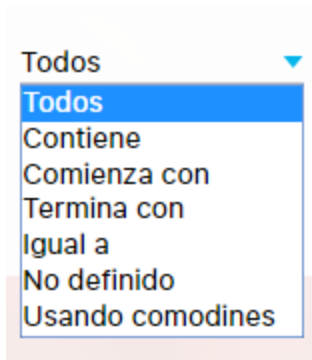 Todos
Todos
Contiene
Comienza con
Termina con
Igual a
No definido
Usando comodines